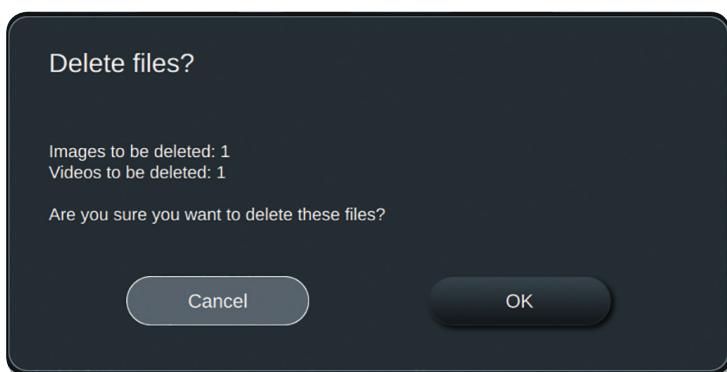 Delete files?
Images to be deleted: 1
Videos to be deleted: 1
Are you sure you want to delete these files?
Cancel
OK